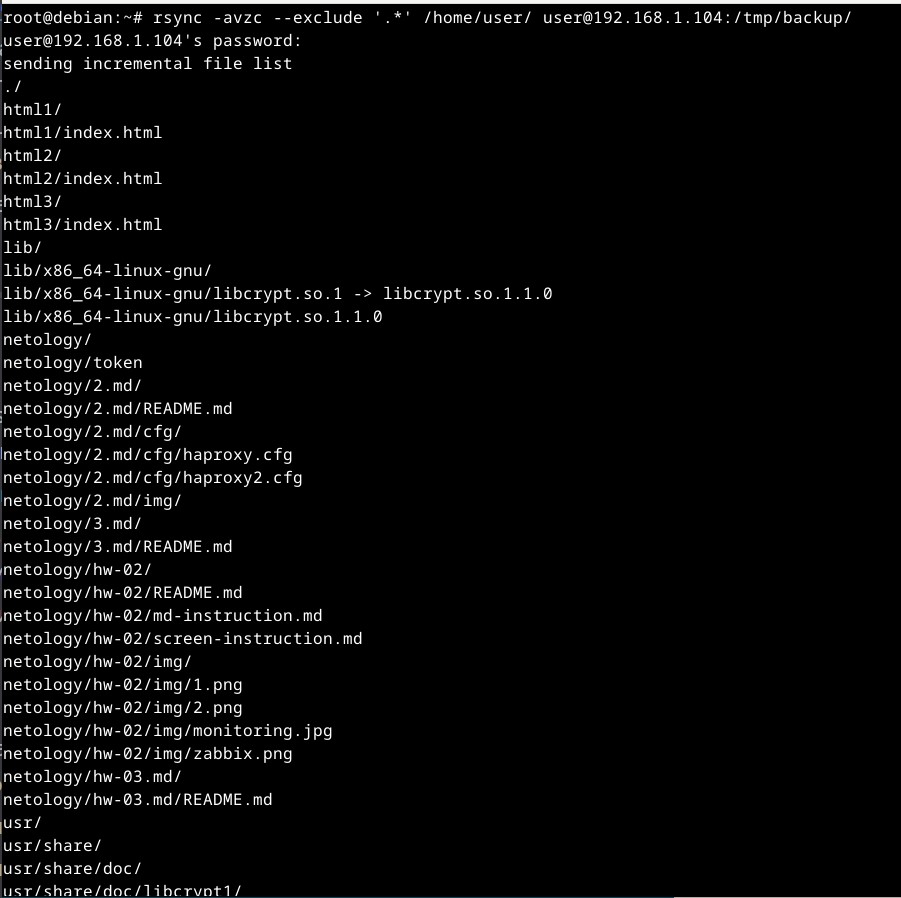 root@debian:~# rsync -avzc --exclude '.*' /home/user/ user@192.168.1.104:/tmp/backup/
user@192.168.1.104's password:
sending incremental file list
./
html1/
html1/index.html
html2/
html2/index.html
html3/
html3/index.html
lib/
lib/x86_64-linux-gnu/
lib/x86_64-linux-gnu/libcrypt.so.1 -> libcrypt.so.1.1.0
lib/x86_64-linux-gnu/libcrypt.so.1.1.0
netology/
netology/token
netology/2.md/
netology/2.md/README.md
netology/2.md/cfg/
netology/2.md/cfg/haproxy.cfg
netology/2.md/cfg/haproxy2.cfg
netology/2.md/img/
netology/3.md/
netology/3.md/README.md
netology/hw-02/
netology/hw-02/README.md
netology/hw-02/md-instruction.md
netology/hw-02/screen-instruction.md
netology/hw-02/img/
netology/hw-02/img/1.png
netology/hw-02/img/2.png
netology/hw-02/img/monitoring.jpg
netology/hw-02/img/zabbix.png
netology/hw-03.md/
netology/hw-03.md/README.md
usr/
usr/share/
usr/share/doc/
usr/share/doc/libcrypt1/